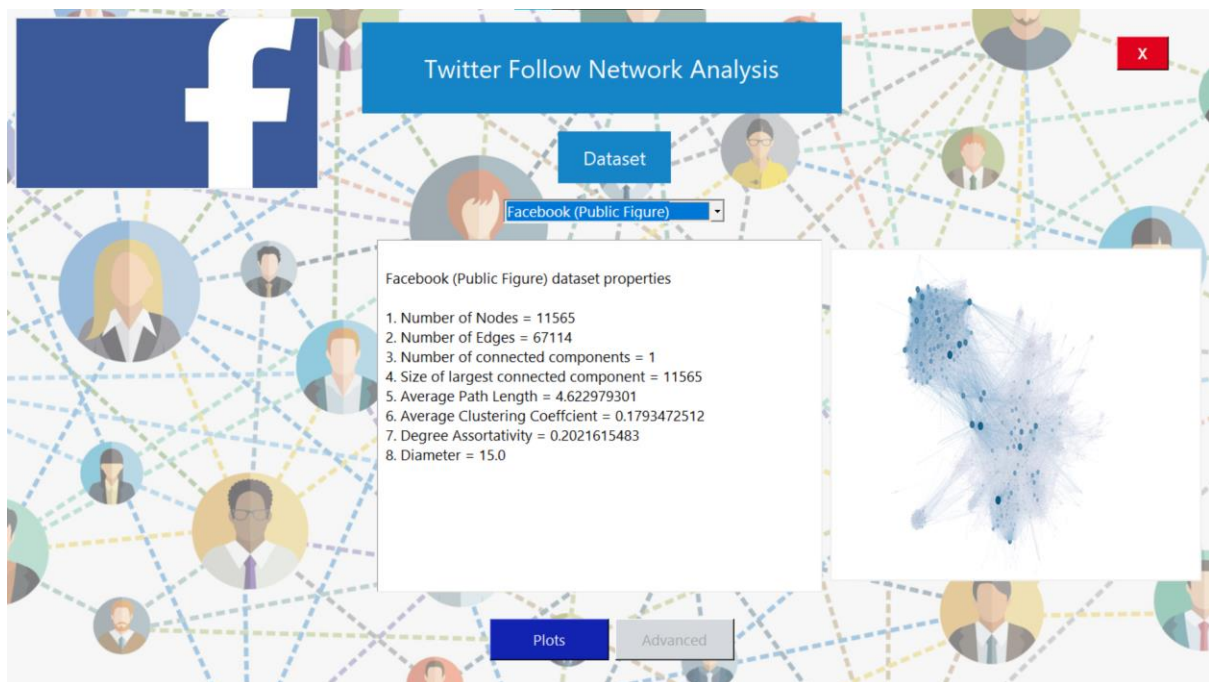 f
Twitter Follow Network Analysis
X
Dataset
Facebook (Public Figure)
Facebook (Public Figure) dataset properties
1. Number of Nodes = 11565
2. Number of Edges = 67114
3. Number of connected components = 1
4. Size of largest connected component = 11565
5. Average Path Length = 4.622979301
6. Average Clustering Coeffcient = 0.1793472512
7. Degree Assortativity = 0.2021615483
8. Diameter = 15.0
Plots
Advanced